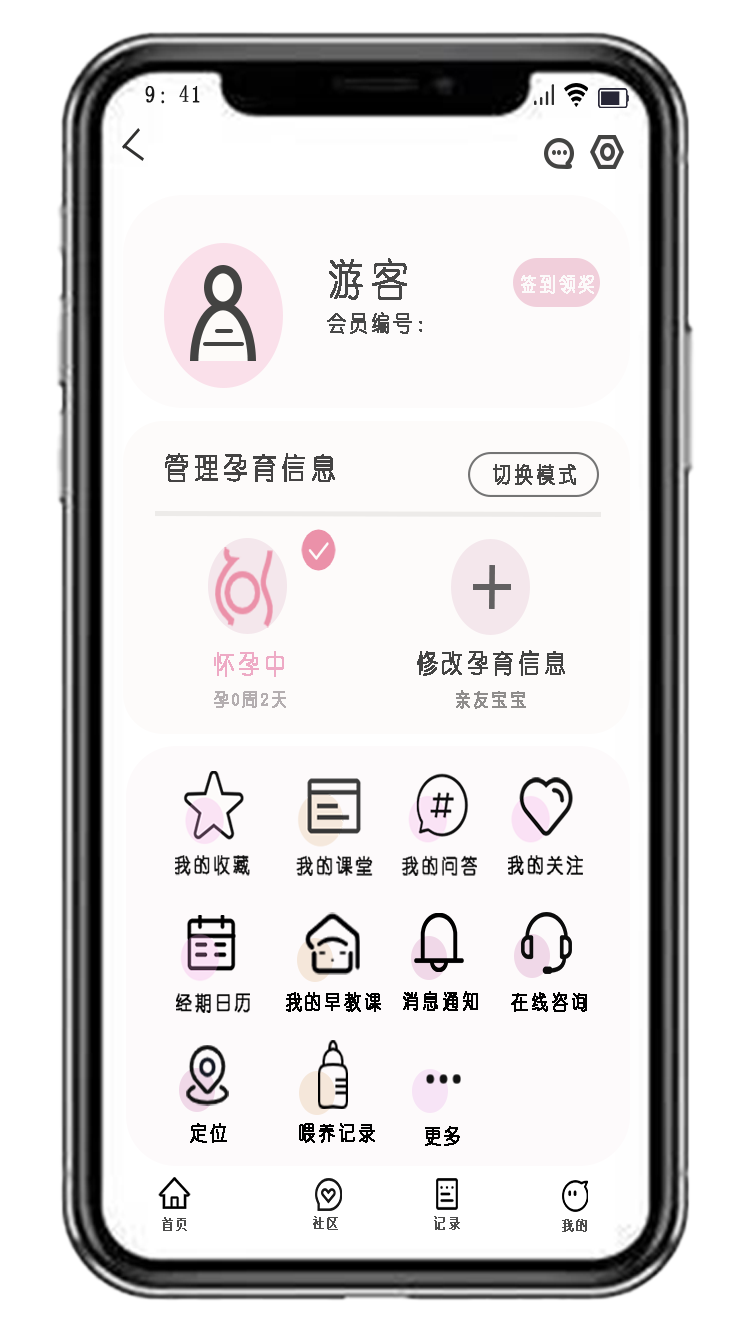 9: 41
游客
签到领奖
会员编号:
管理孕育信息
切换模式
怀孕中
修改孕育信息
孕0周2天
亲友宝宝
#
我的收藏
我的课堂
我的问答
我的关注
经期日历
我的早教课
消息通知
在线咨询
定位
喂养记录
更多
首页
社区
记录
我的